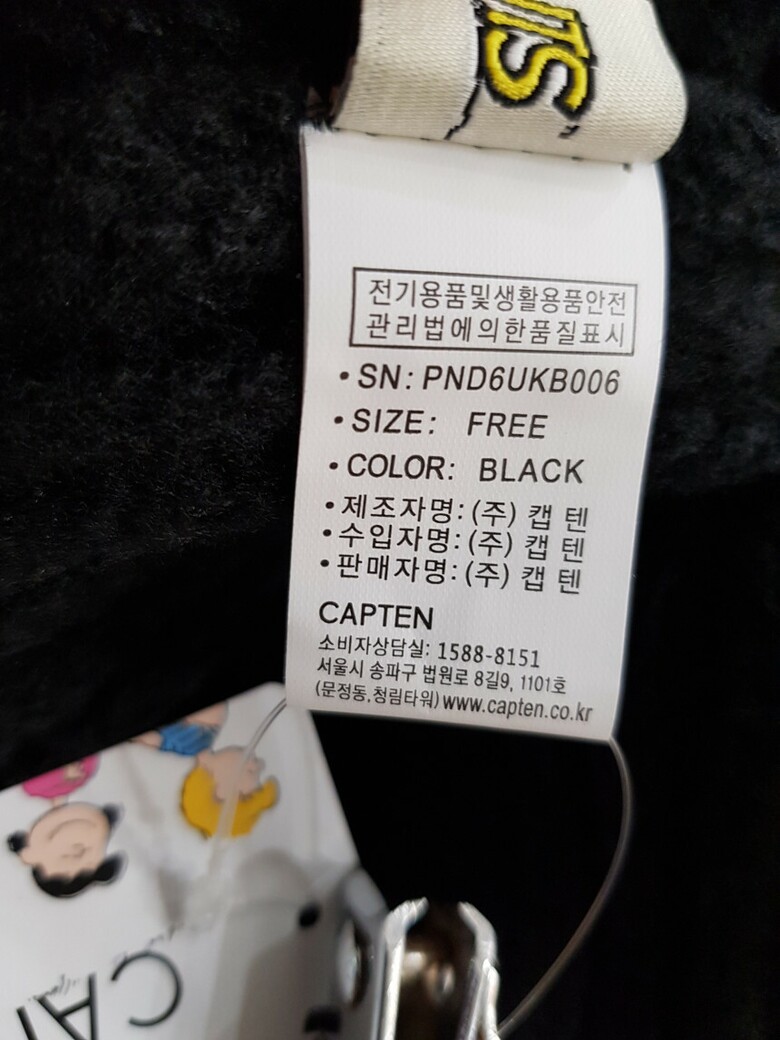 전기용품및생활용품안전
관리법에의한품질표시
• SN: PND6UKB006
• SIZE: FREE
• COLOR: BLACK
• 제조자명: (주) 캡 텐
• 수입자명: (주) 캡 텐
• 판매자명: (주) 캡 텐
CAPTEN
소비자상담실: 1588-8151
서울시 송파구 법원로 8길9, 1101호
(문정동,청림타워) www.capten.co.kr